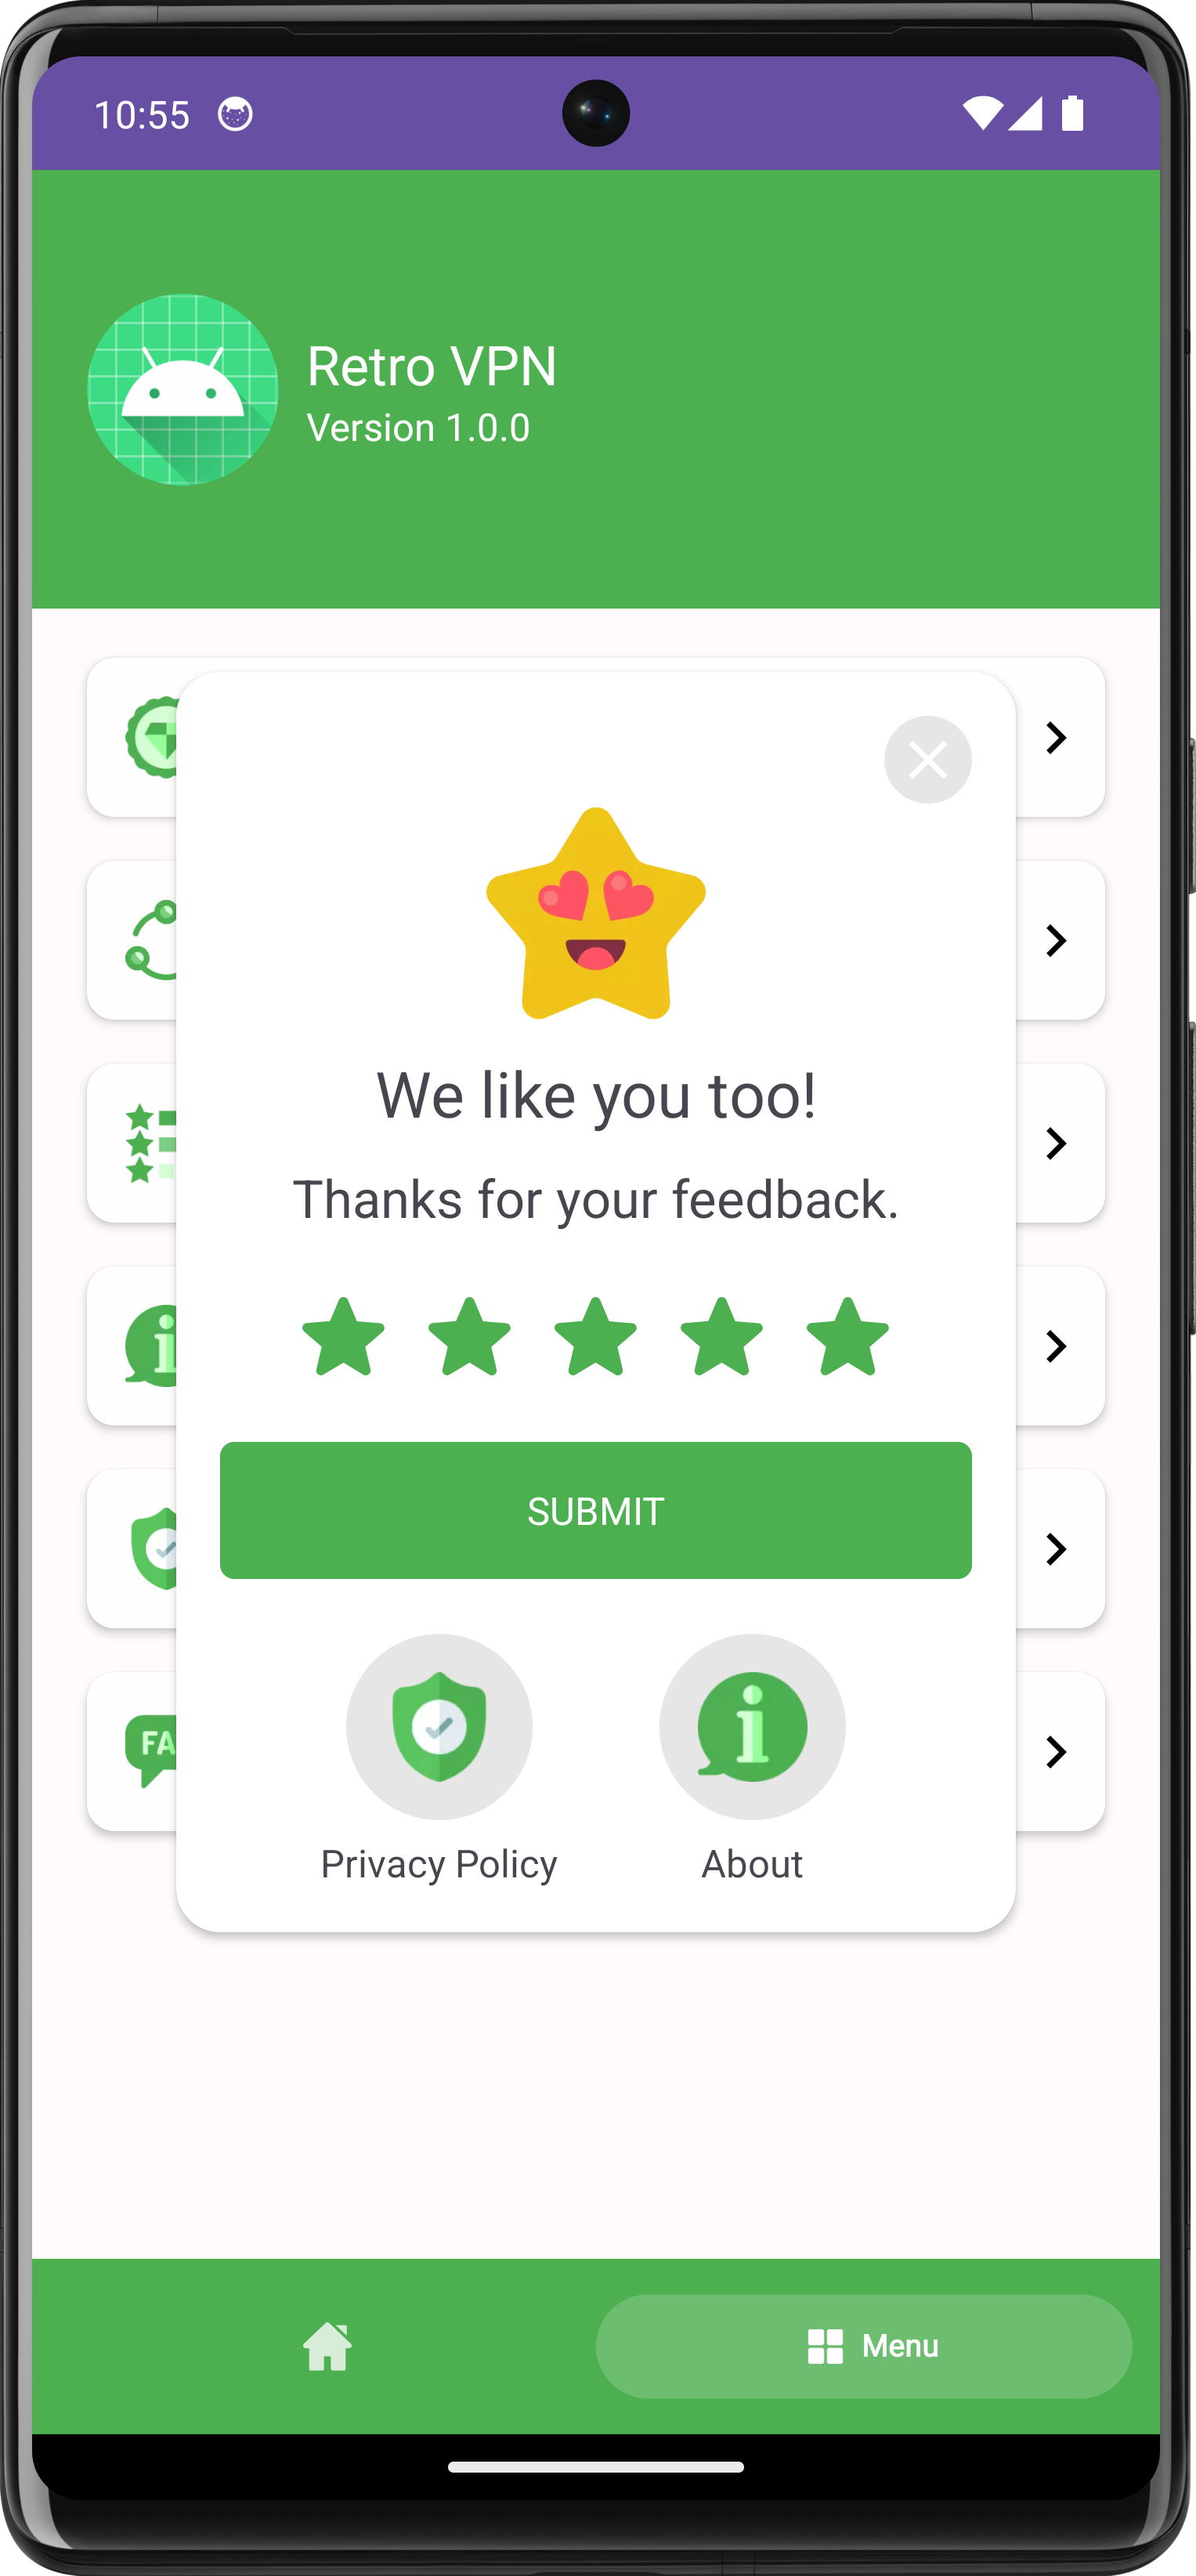 10:55
Retro VPN
Version 1.0.0
We like you too!
Thanks for your feedback.
SUBMIT
FA
Privacy Policy
About
Menu